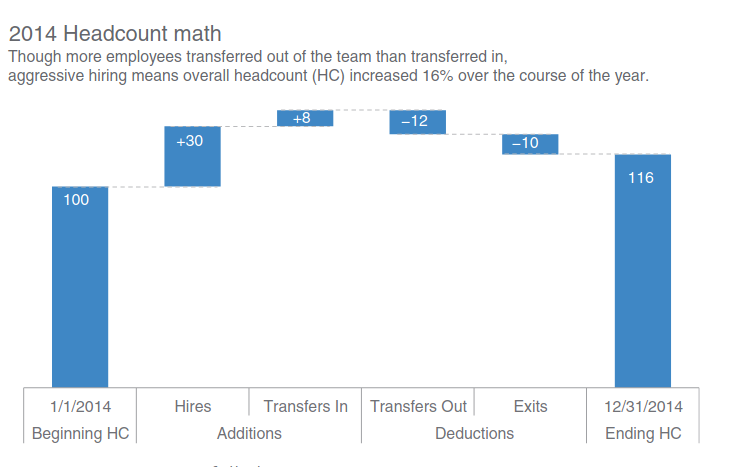 2014 Headcount math
Though more employees transferred out of the team than transferred in,
aggressive hiring means overall headcount (HC) increased 16% over the course of the year.
+8
−12
+30
−10
116
100
1/1/2014 Hires Transfers In Transfers Out Exits 12/31/2014
Beginning HC Additions Deductions Ending HC